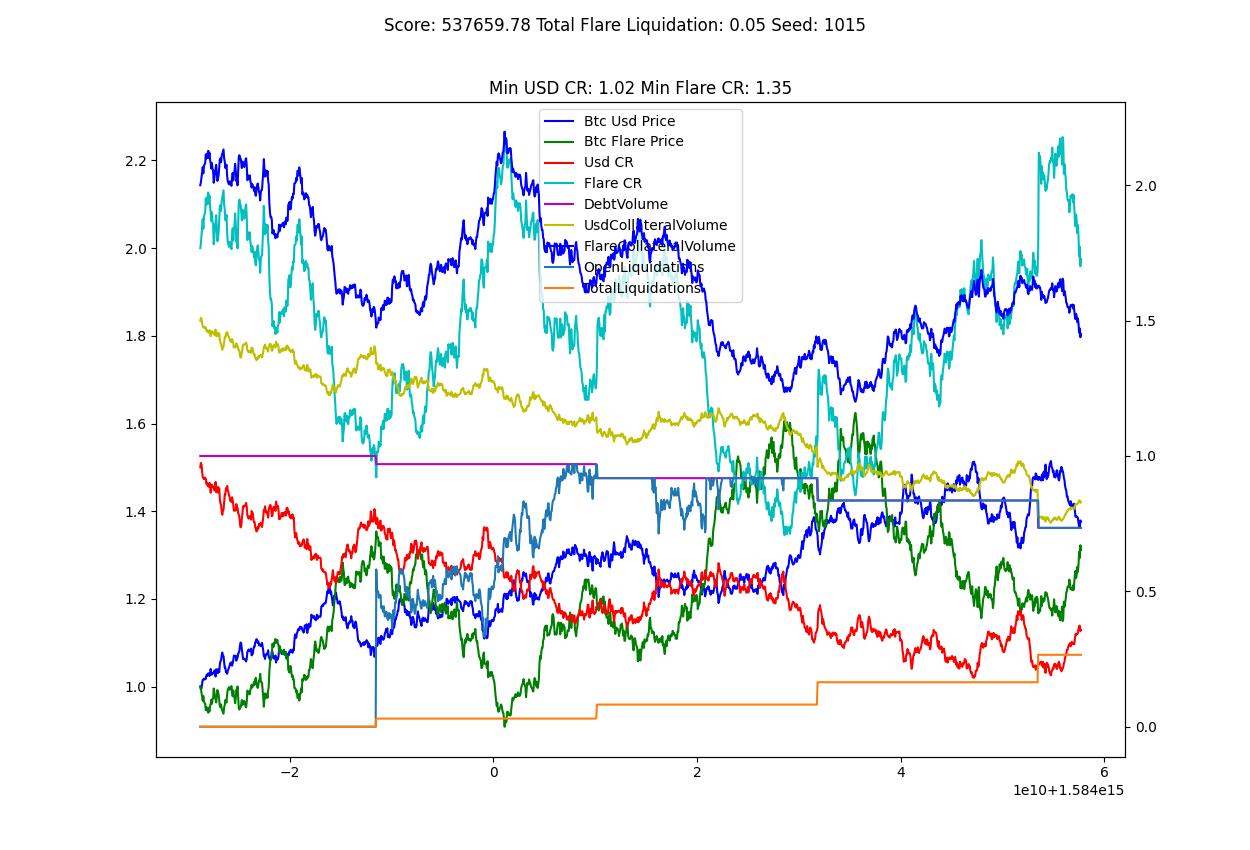 Score: 537659.78 Total Flare Liquidation: 0.05 Seed: 1015
Min USD CR: 1.02 Min Flare CR: 1.35
Btc Usd Price
Btc Flare Price
Usd CR
Flare CR
DebtVolume
UsdCollateralVolume
FlareCollateralVolume
OpenLiquidations
TotalLiquidations
2.2
2.0
1.8
1.6
1.4
1.2
1.0
2.0
1.5
1.0
0.5
0.0
−2
0
2
4
6
1e10+1.584e15